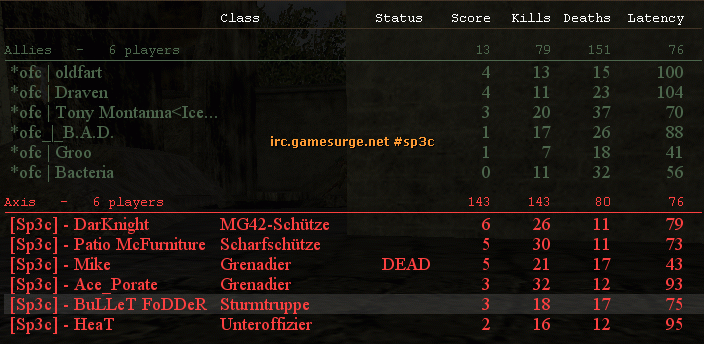 Class Status Score Kills Deaths Latency
Allies - 6 players 13 79 151 76
*ofc | oldfart 4 13 15 100
*ofc | Draven 4 11 23 104
*ofc | Tony Montanna<Ice... 3 20 37 70
*ofc_|_B.A.D. 1 17 26 88
irc.gamesurge.net #sp3c
*ofc | Groo 1 7 18 41
*ofc | Bacteria 0 11 32 56
Axis - 6 players 143 143 80 76
[Sp3c] - DarKnight MG42-Schütze 6 26 11 79
[Sp3c] - Patio McFurniture Scharfschütze 5 30 11 73
[Sp3c] - Mike Grenadier DEAD 5 21 17 43
[Sp3c] - Ace_Porate Grenadier 3 32 12 93
[Sp3c] - BuLLeT FoDDeR Sturmtruppe 3 18 17 75
[Sp3c] - HeaT Unteroffizier 2 16 12 95